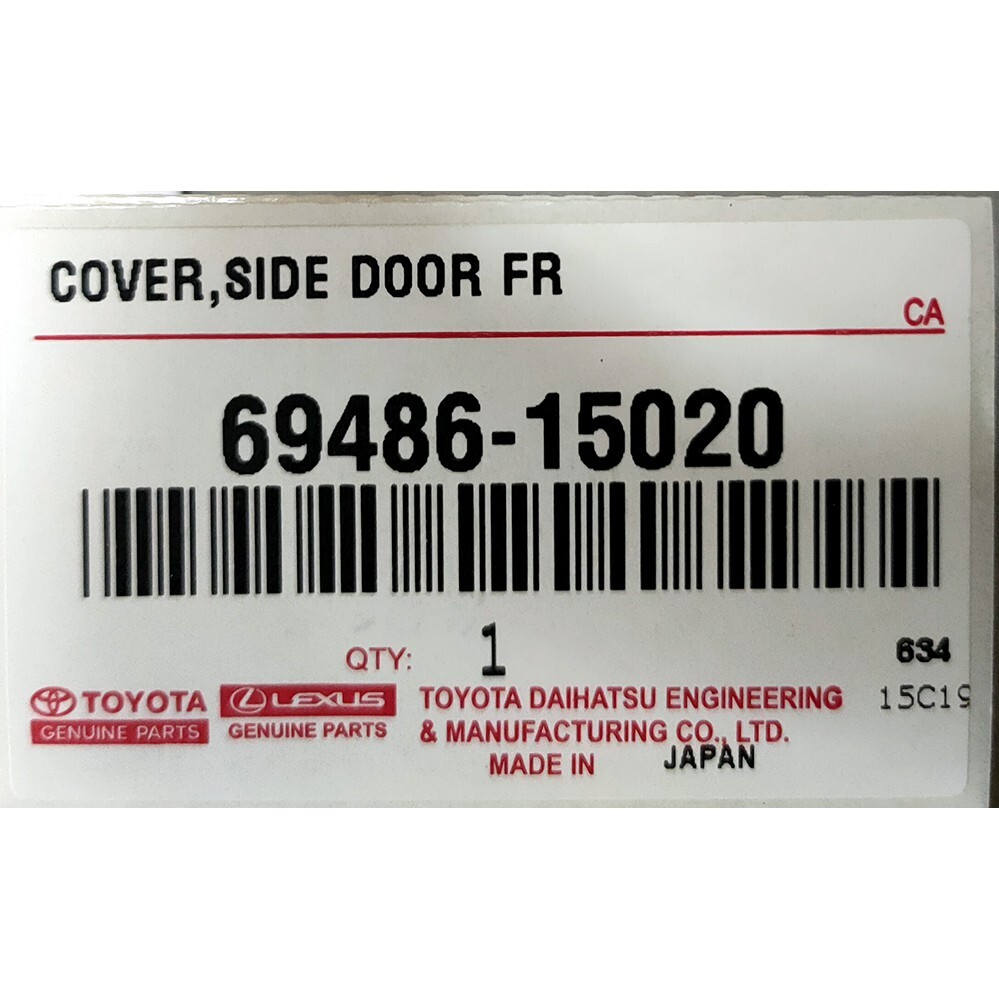 COVER,SIDE DOOR FR
CA
69486-15020
QTY: 1
634
TOYOTA
GENUINE PARTS
LEXUS
GENUINE PARTS
TOYOTA DAIHATSU ENGINEERING
& MANUFACTURING CO., LTD.
MADE IN JAPAN
15C19